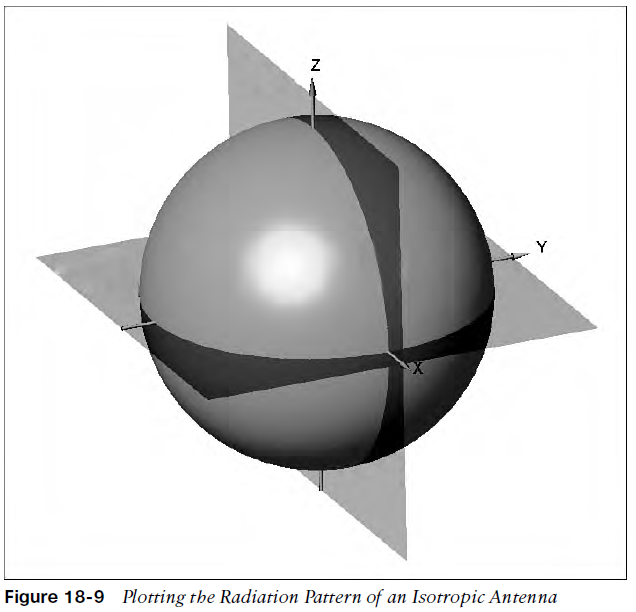 Z
Y
X
Figure 18-9 Plotting the Radiation Pattern of an Isotropic Antenna